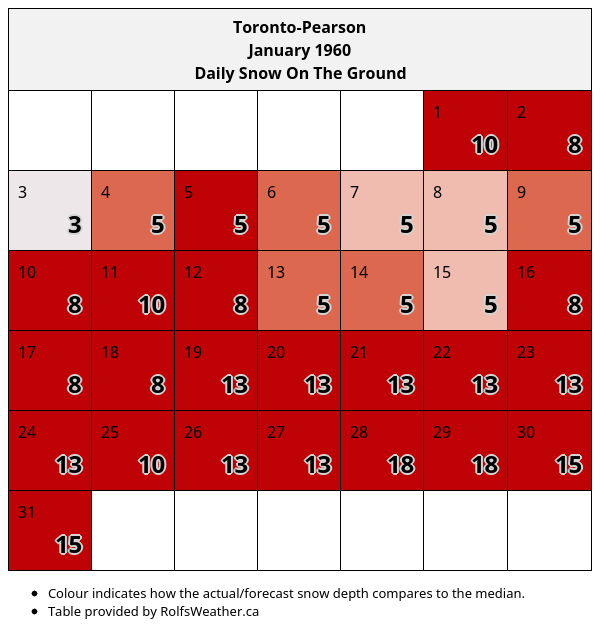 Toronto-Pearson
January 1960
Daily Snow On The Ground
1 2
10 8
3 4 5 6 7 8 9
3 5 5 5 5 5 5
10 11 12 13 14 15 16
8 10 8 5 5 5 8
17 18 19 20 21 22 23
8 8 13 13 13 13 13
24 25 26 27 28 29 30
13 10 13 13 18 18 15
31
15
• Colour indicates how the actual/forecast snow depth compares to the median.
• Table provided by RolfsWeather.ca